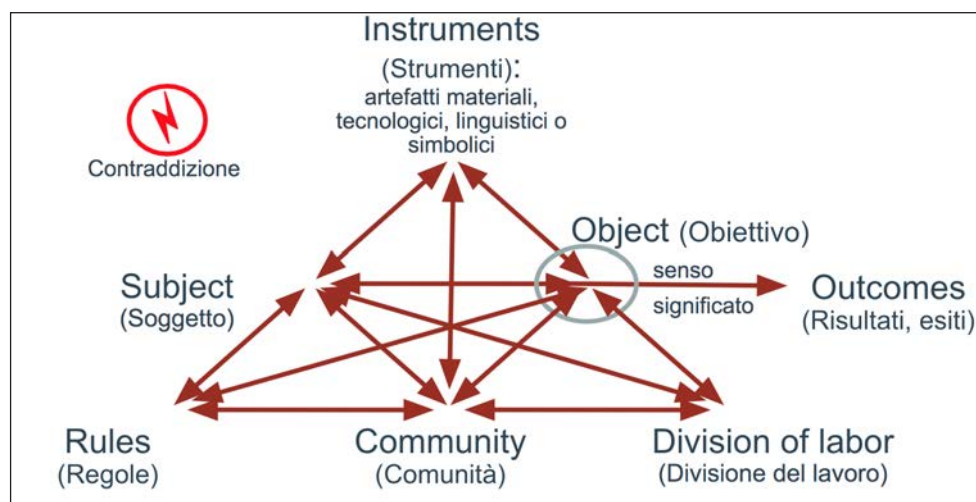 Instruments
(Strumenti):
artefatti materiali,
tecnologici, linguistici o
simbolici
Contraddizione
Object (Obiettivo)
Subject
(Soggetto)
senso
significato
Outcomes
(Risultati, esiti)
Rules
(Regole)
Community
(Comunità)
Division of labor
(Divisione del lavoro)